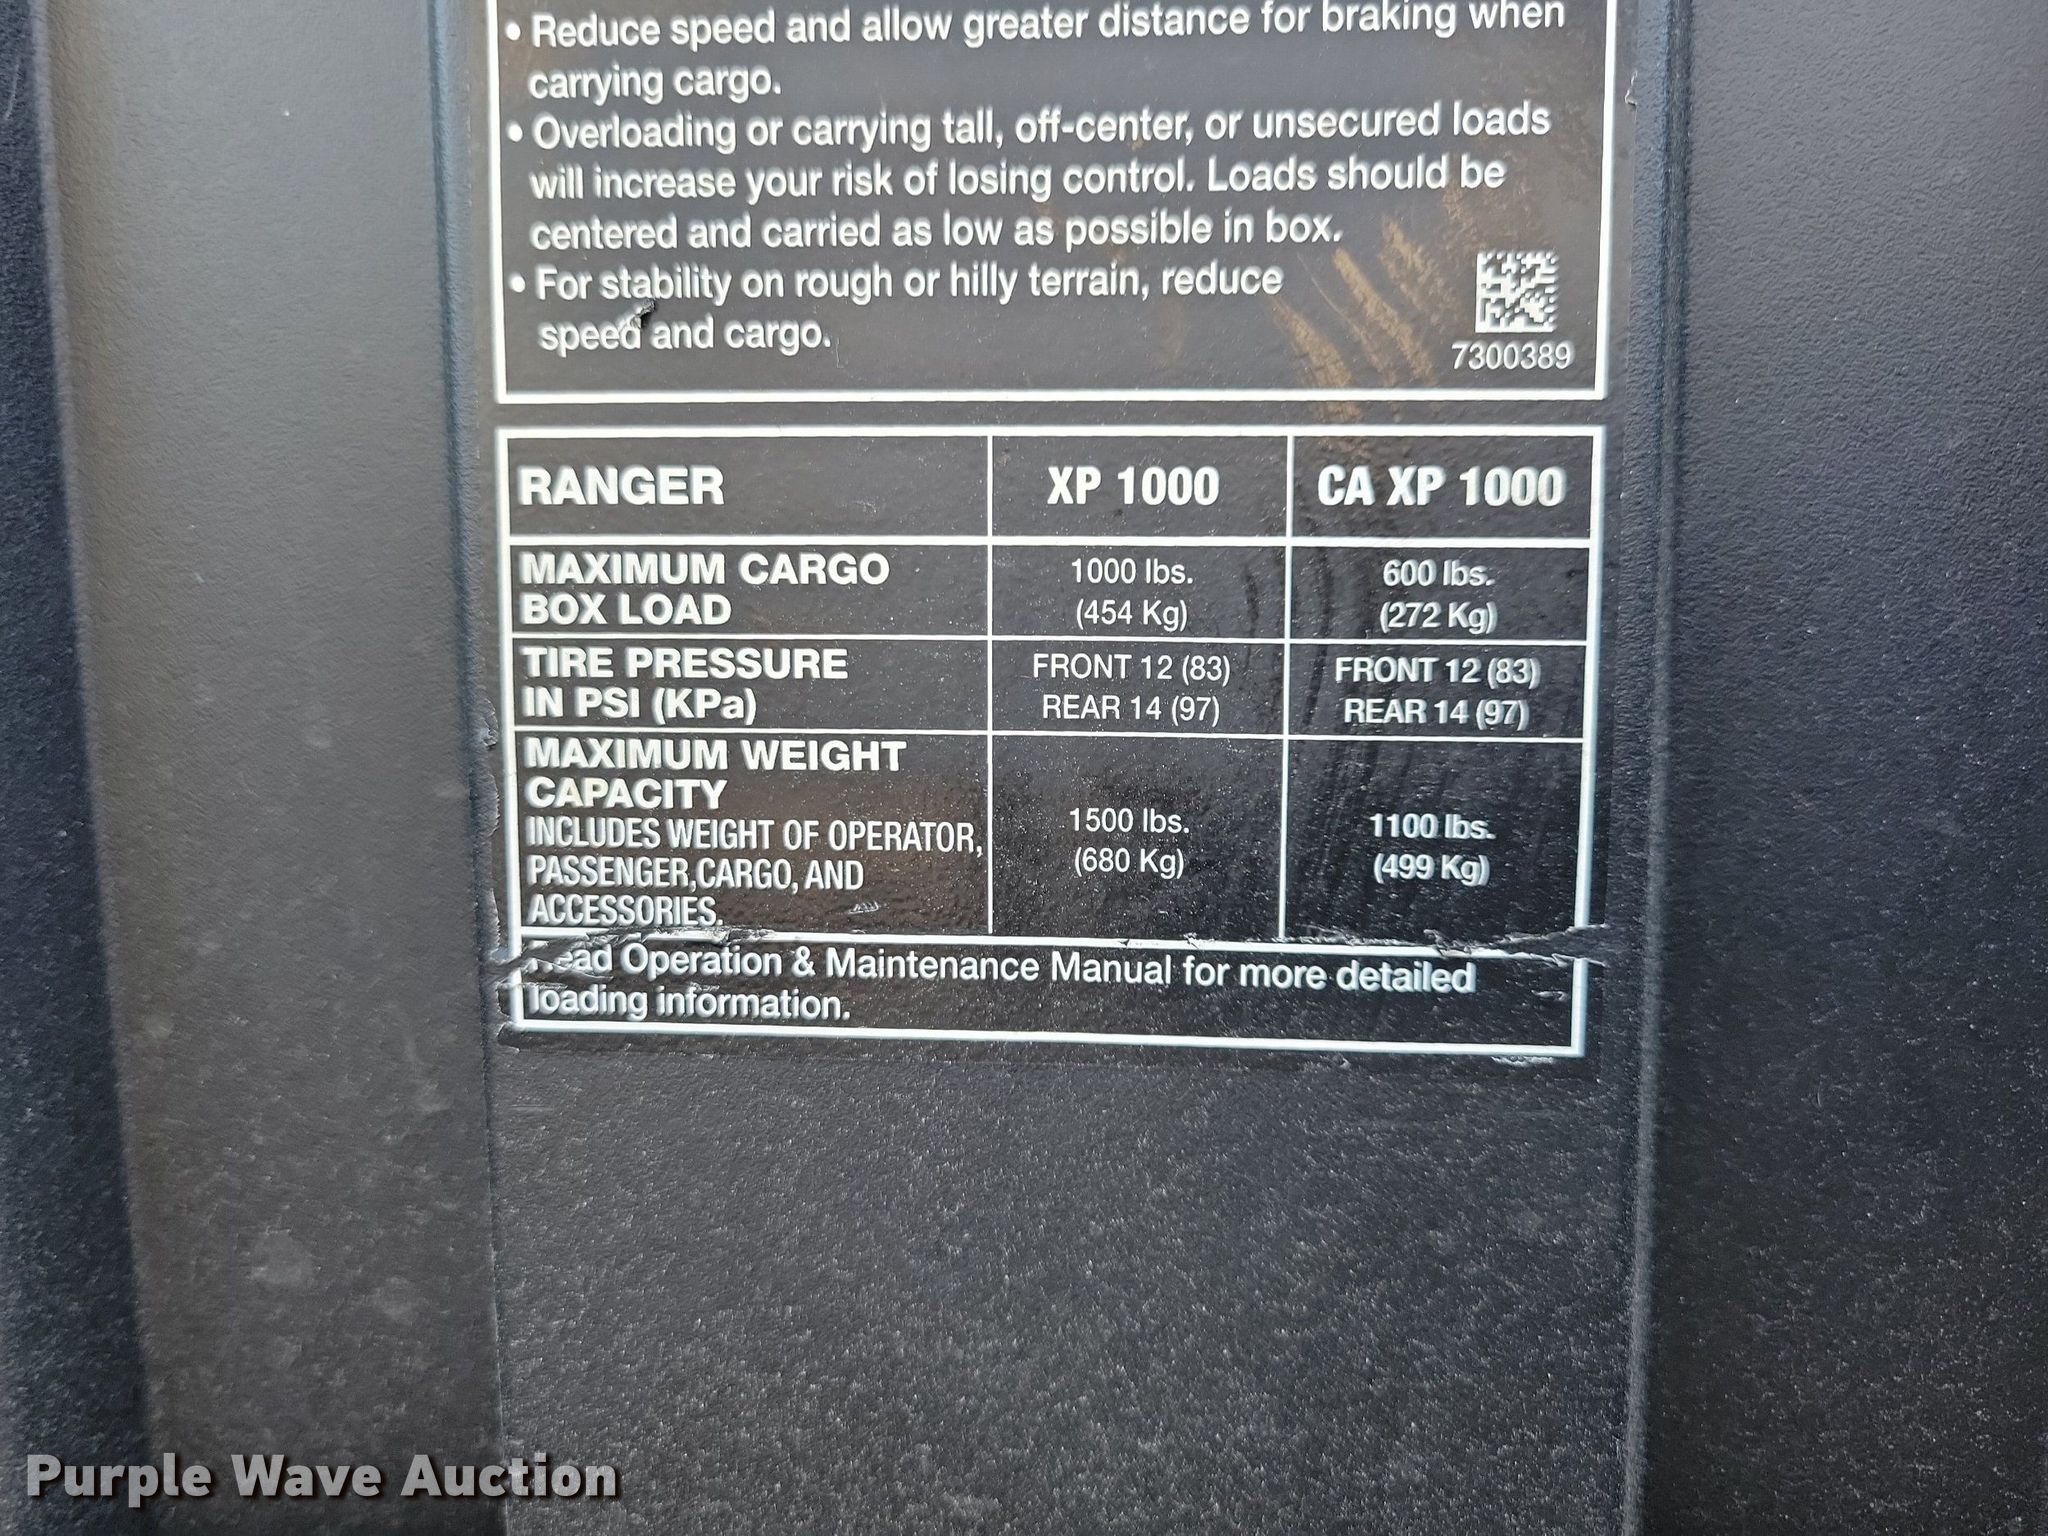 • Reduce speed and allow greater distance for braking when
carrying cargo.
• Overloading or carrying tall, off-center, or unsecured loads
will increase your risk of losing control. Loads should be
centered and carried as low as possible in box.
• For stability on rough or hilly terrain, reduce
speed and cargo.
7300389
RANGER XP 1000 CA XP 1000
MAXIMUM CARGO 1000 lbs. 600 lbs.
BOX LOAD (454 Kg) (272 Kg)
TIRE PRESSURE FRONT 12 (83) FRONT 12 (83)
IN PSI (KPa) REAR 14 (97) REAR 14 (97)
MAXIMUM WEIGHT
CAPACITY
INCLUDES WEIGHT OF OPERATOR, 1500 lbs. 1100 lbs.
PASSENGER,CARGO, AND (680 Kg) (499 Kg)
ACCESSORIES.
Read Operation & Maintenance Manual for more detailed
loading information.
Purple Wave Auction